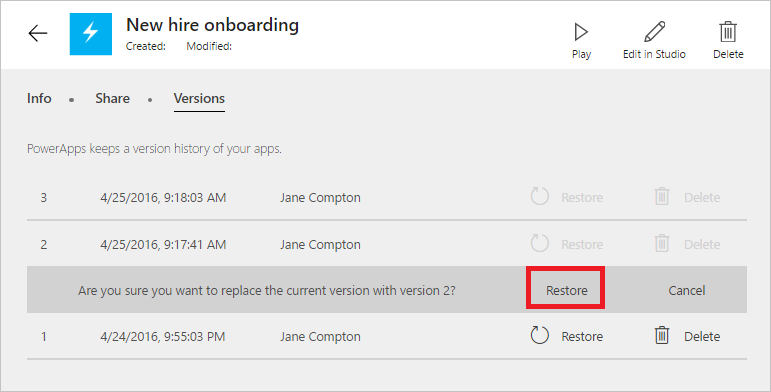 New hire onboarding
Created: Modified:
Play Edit in Studio Delete
Info • Share • Versions
PowerApps keeps a version history of your apps.
3 4/25/2016, 9:18:03 AM Jane Compton Restore Delete
2 4/25/2016, 9:17:41 AM Jane Compton Restore Delete
Are you sure you want to replace the current version with version 2? Restore Cancel
1 4/24/2016, 9:55:03 PM Jane Compton Restore Delete